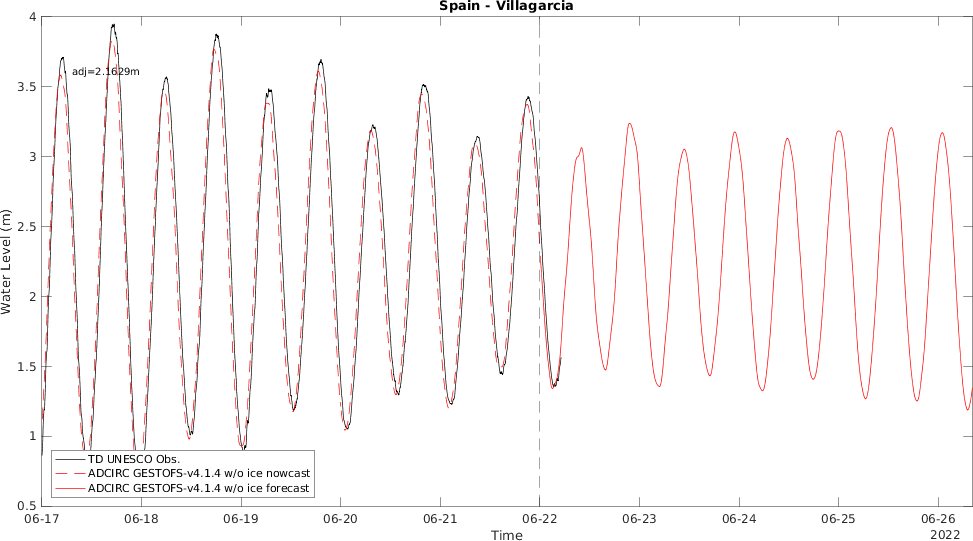 Spain - Villagarcia
4
3.5
3
2.5
2
1.5
1
0.5
Water Level (m)
adj=2.1629m
TD UNESCO Obs.
ADCIRC GESTOFS-v4.1.4 w/o ice nowcast
ADCIRC GESTOFS-v4.1.4 w/o ice forecast
06-17 06-18 06-19 06-20 06-21 06-22 06-23 06-24 06-25 06-26
Time 2022